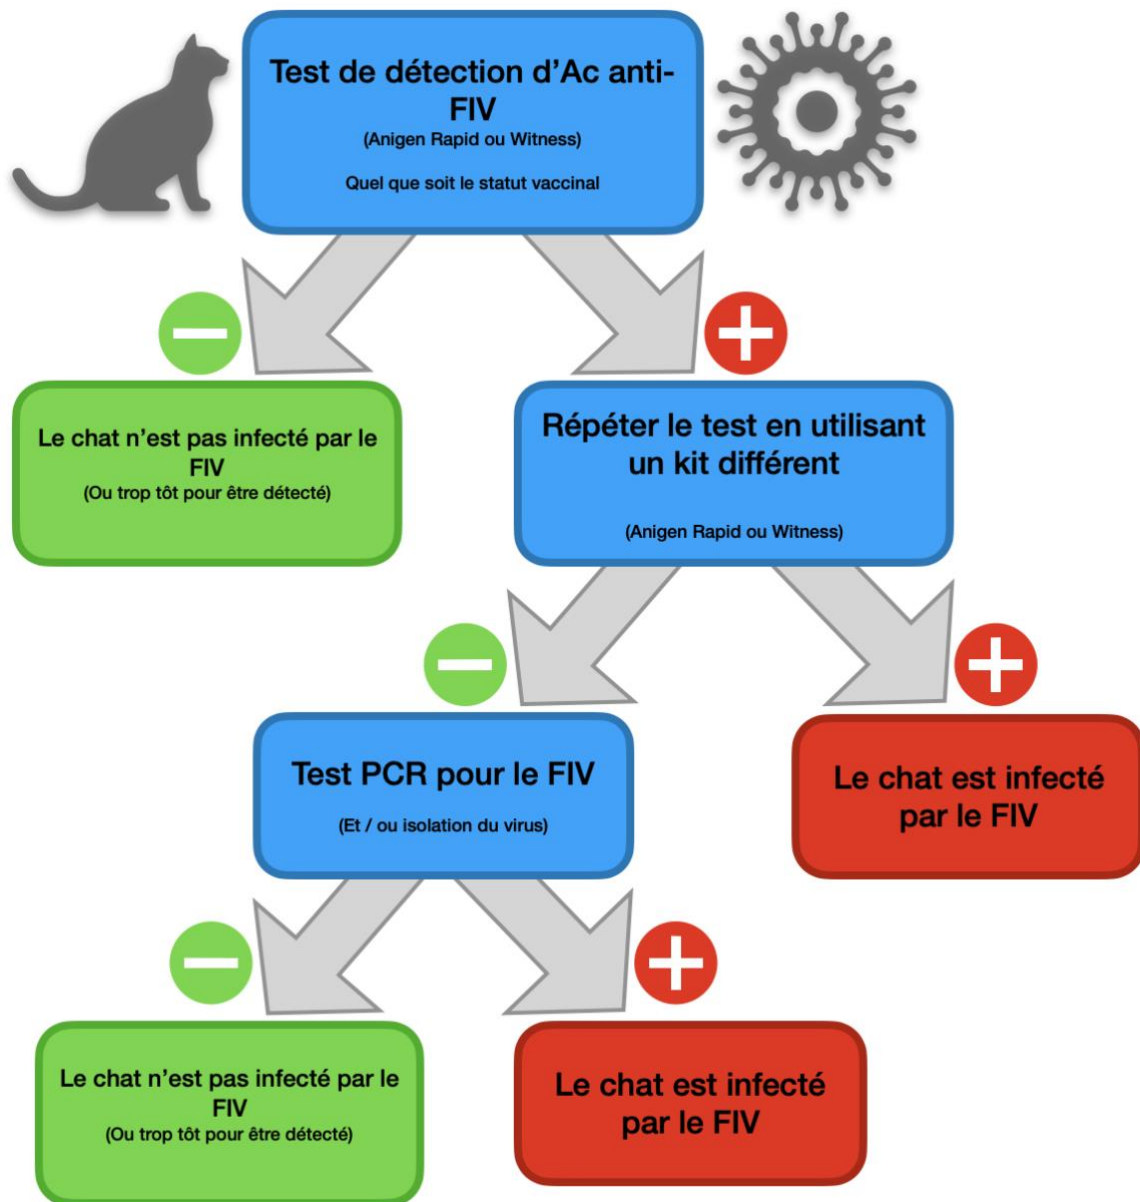 Test de détection d'Ac anti-
FIV
(Anigen Rapid ou Witness)
Quel que soit le statut vaccinal
Le chat n'est pas infecté par le
FIV
(Ou trop tôt pour être détecté)
Répéter le test en utilisant
un kit différent
(Anigen Rapid ou Witness)
Test PCR pour le FIV
(Et / ou isolation du virus)
Le chat est infecté
par le FIV
Le chat n'est pas infecté par le
FIV
(Ou trop tôt pour être détecté)
Le chat est infecté
par le FIV